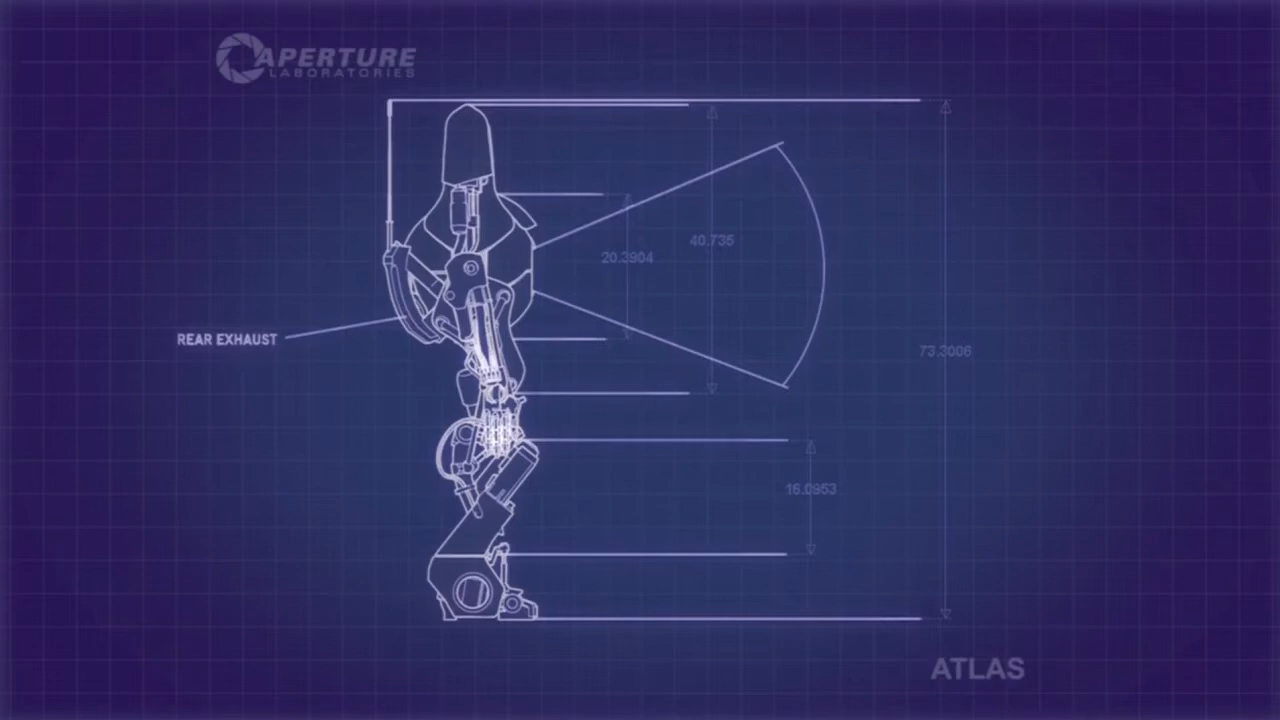 APERTURE
LABORATORIES
40.735
20.3904
REAR EXHAUST
73.3006
16.0953
ATLAS